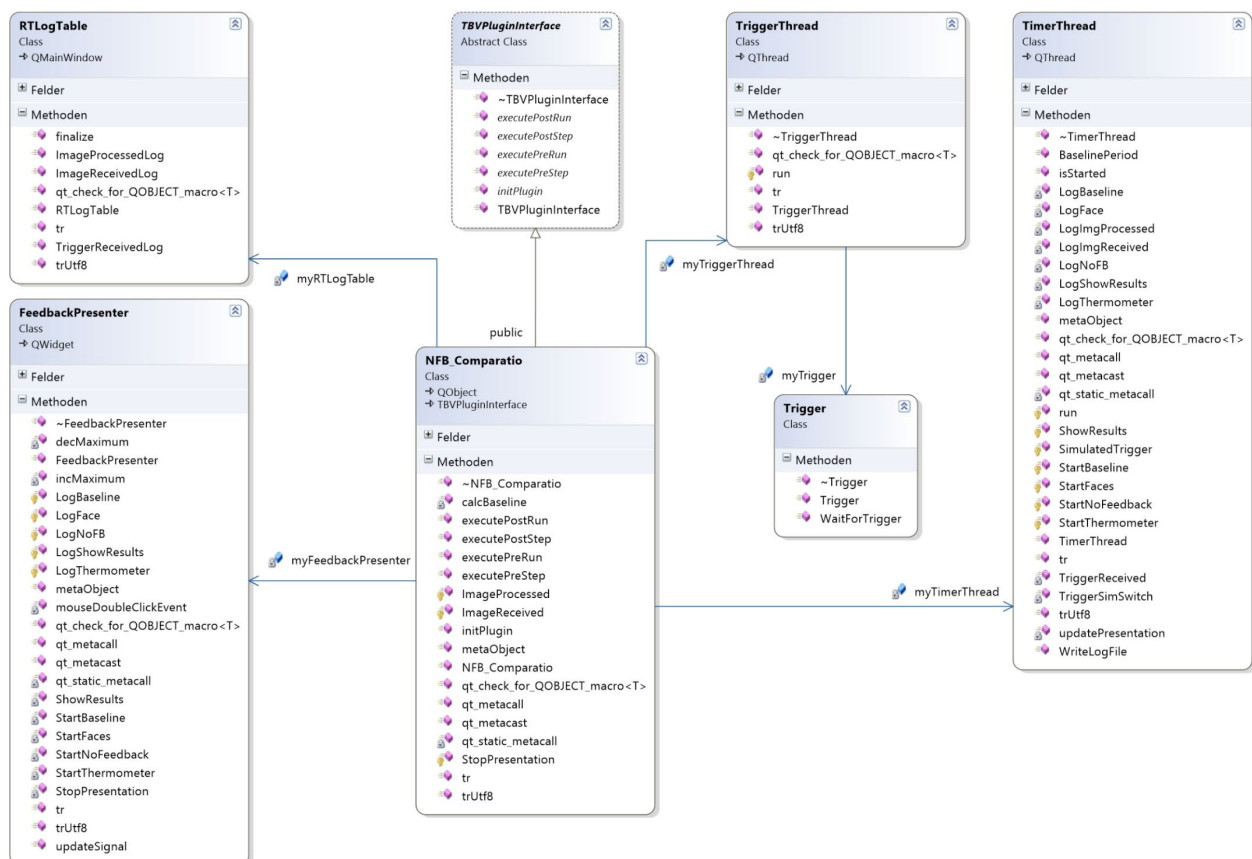 RTLogTable
Class
QMainWindow
Felder
Methoden
finalize
ImageProcessedLog
ImageReceivedLog
qt_check_for_QOBJECT_macro<T>
RTLogTable
tr
TriggerReceivedLog
trUtf8
TBVPluginInterface
Abstract Class
Methoden
~TBVPluginInterface
executePostRun
executePostStep
executePreRun
executePreStep
initPlugin
TBVPluginInterface
TriggerThread
Class
QThread
Felder
Methoden
~TriggerThread
qt_check_for_QOBJECT_macro<T>
run
tr
TriggerThread
trUtf8
TimerThread
Class
QThread
Felder
Methoden
~TimerThread
BaselinePeriod
isStarted
LogBaseline
LogFace
LogImgProcessed
LogImgReceived
LogNoFB
LogShowResults
LogThermometer
metaObject
qt_check_for_QOBJECT_macro<T>
qt_metacall
qt_metacast
qt_static_metacall
run
ShowResults
SimulatedTrigger
StartBaseline
StartFaces
StartNoFeedback
StartThermometer
TimerThread
tr
TriggerReceived
TriggerSimSwitch
trUtf8
updatePresentation
WriteLogFile
myRTLogTable
myTriggerThread
public
FeedbackPresenter
Class
QWidget
Felder
Methoden
~FeedbackPresenter
decMaximum
FeedbackPresenter
incMaximum
LogBaseline
LogFace
LogNoFB
LogShowResults
LogThermometer
metaObject
mouseDoubleClickEvent
qt_check_for_QOBJECT_macro<T>
qt_metacall
qt_metacast
qt_static_metacall
ShowResults
StartBaseline
StartFaces
StartNoFeedback
StartThermometer
StopPresentation
tr
trUtf8
updateSignal
myFeedbackPresenter
NFB_Comparatio
Class
QObject
TBVPluginInterface
Felder
Methoden
~NFB_Comparatio
calcBaseline
executePostRun
executePostStep
executePreRun
executePreStep
ImageProcessed
ImageReceived
initPlugin
metaObject
NFB_Comparatio
qt_check_for_QOBJECT_macro<T>
qt_metacall
qt_metacast
qt_static_metacall
StopPresentation
tr
trUtf8
myTrigger
Trigger
Class
Methoden
~Trigger
Trigger
WaitForTrigger
myTimerThread